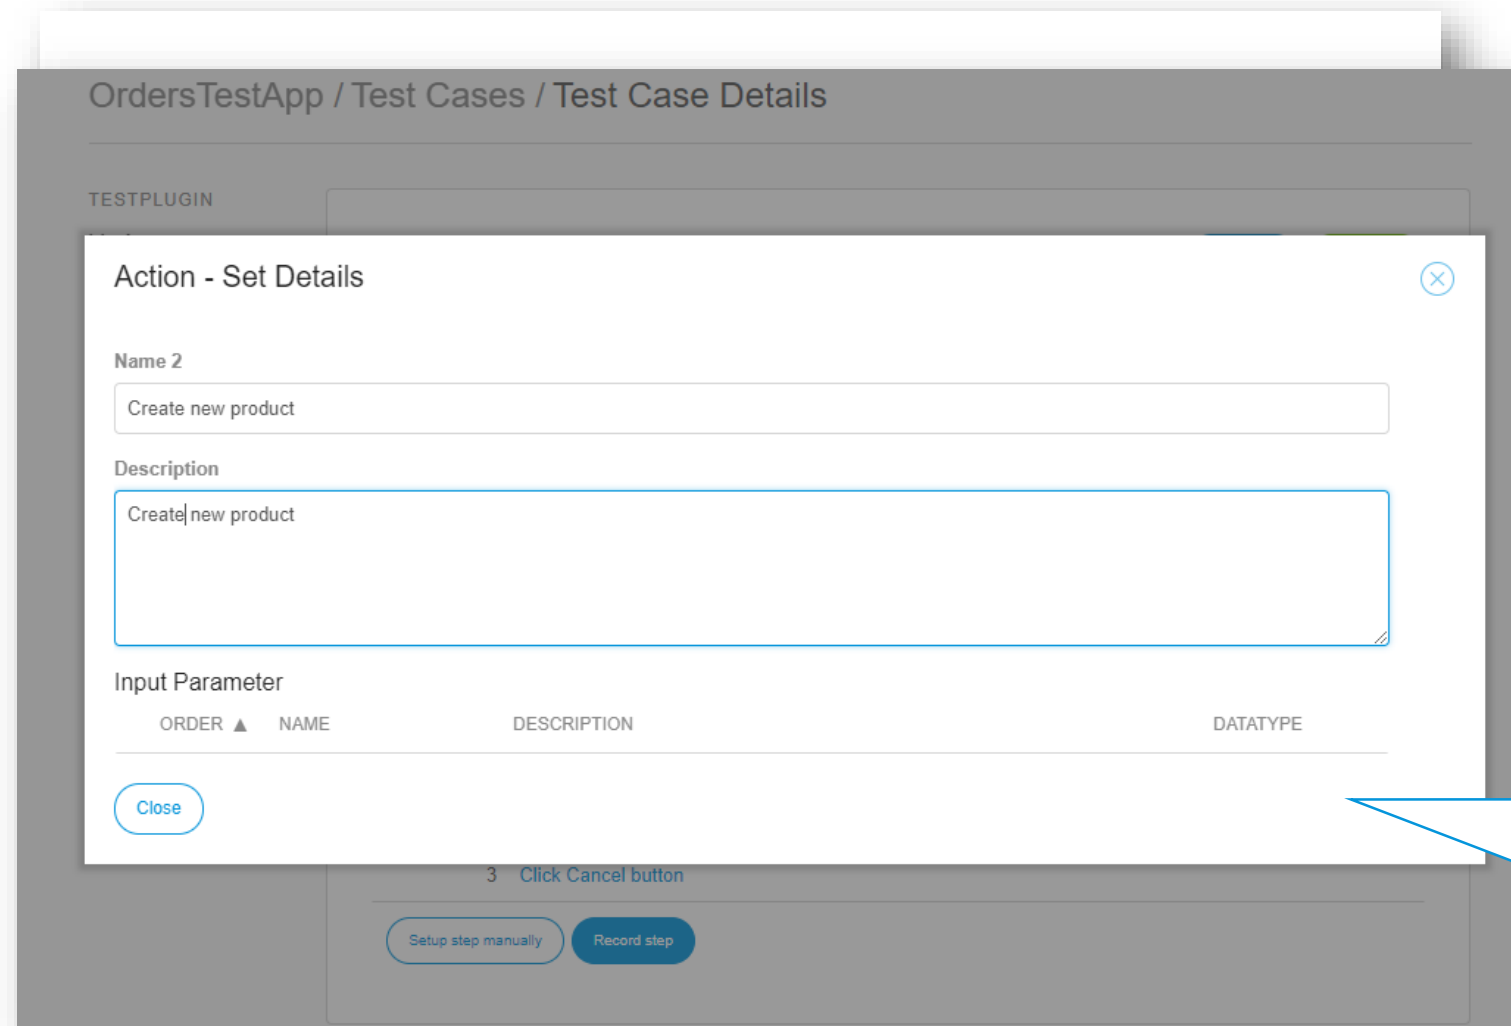 OrdersTestApp / Test Cases / Test Case Details
TESTPLUGIN
Action - Set Details
Name 2
Create new product
Description
Create new product
Input Parameter
ORDER ▲ NAME DESCRIPTION DATATYPE
Close
3 Click Cancel button
Setup step manually Record step